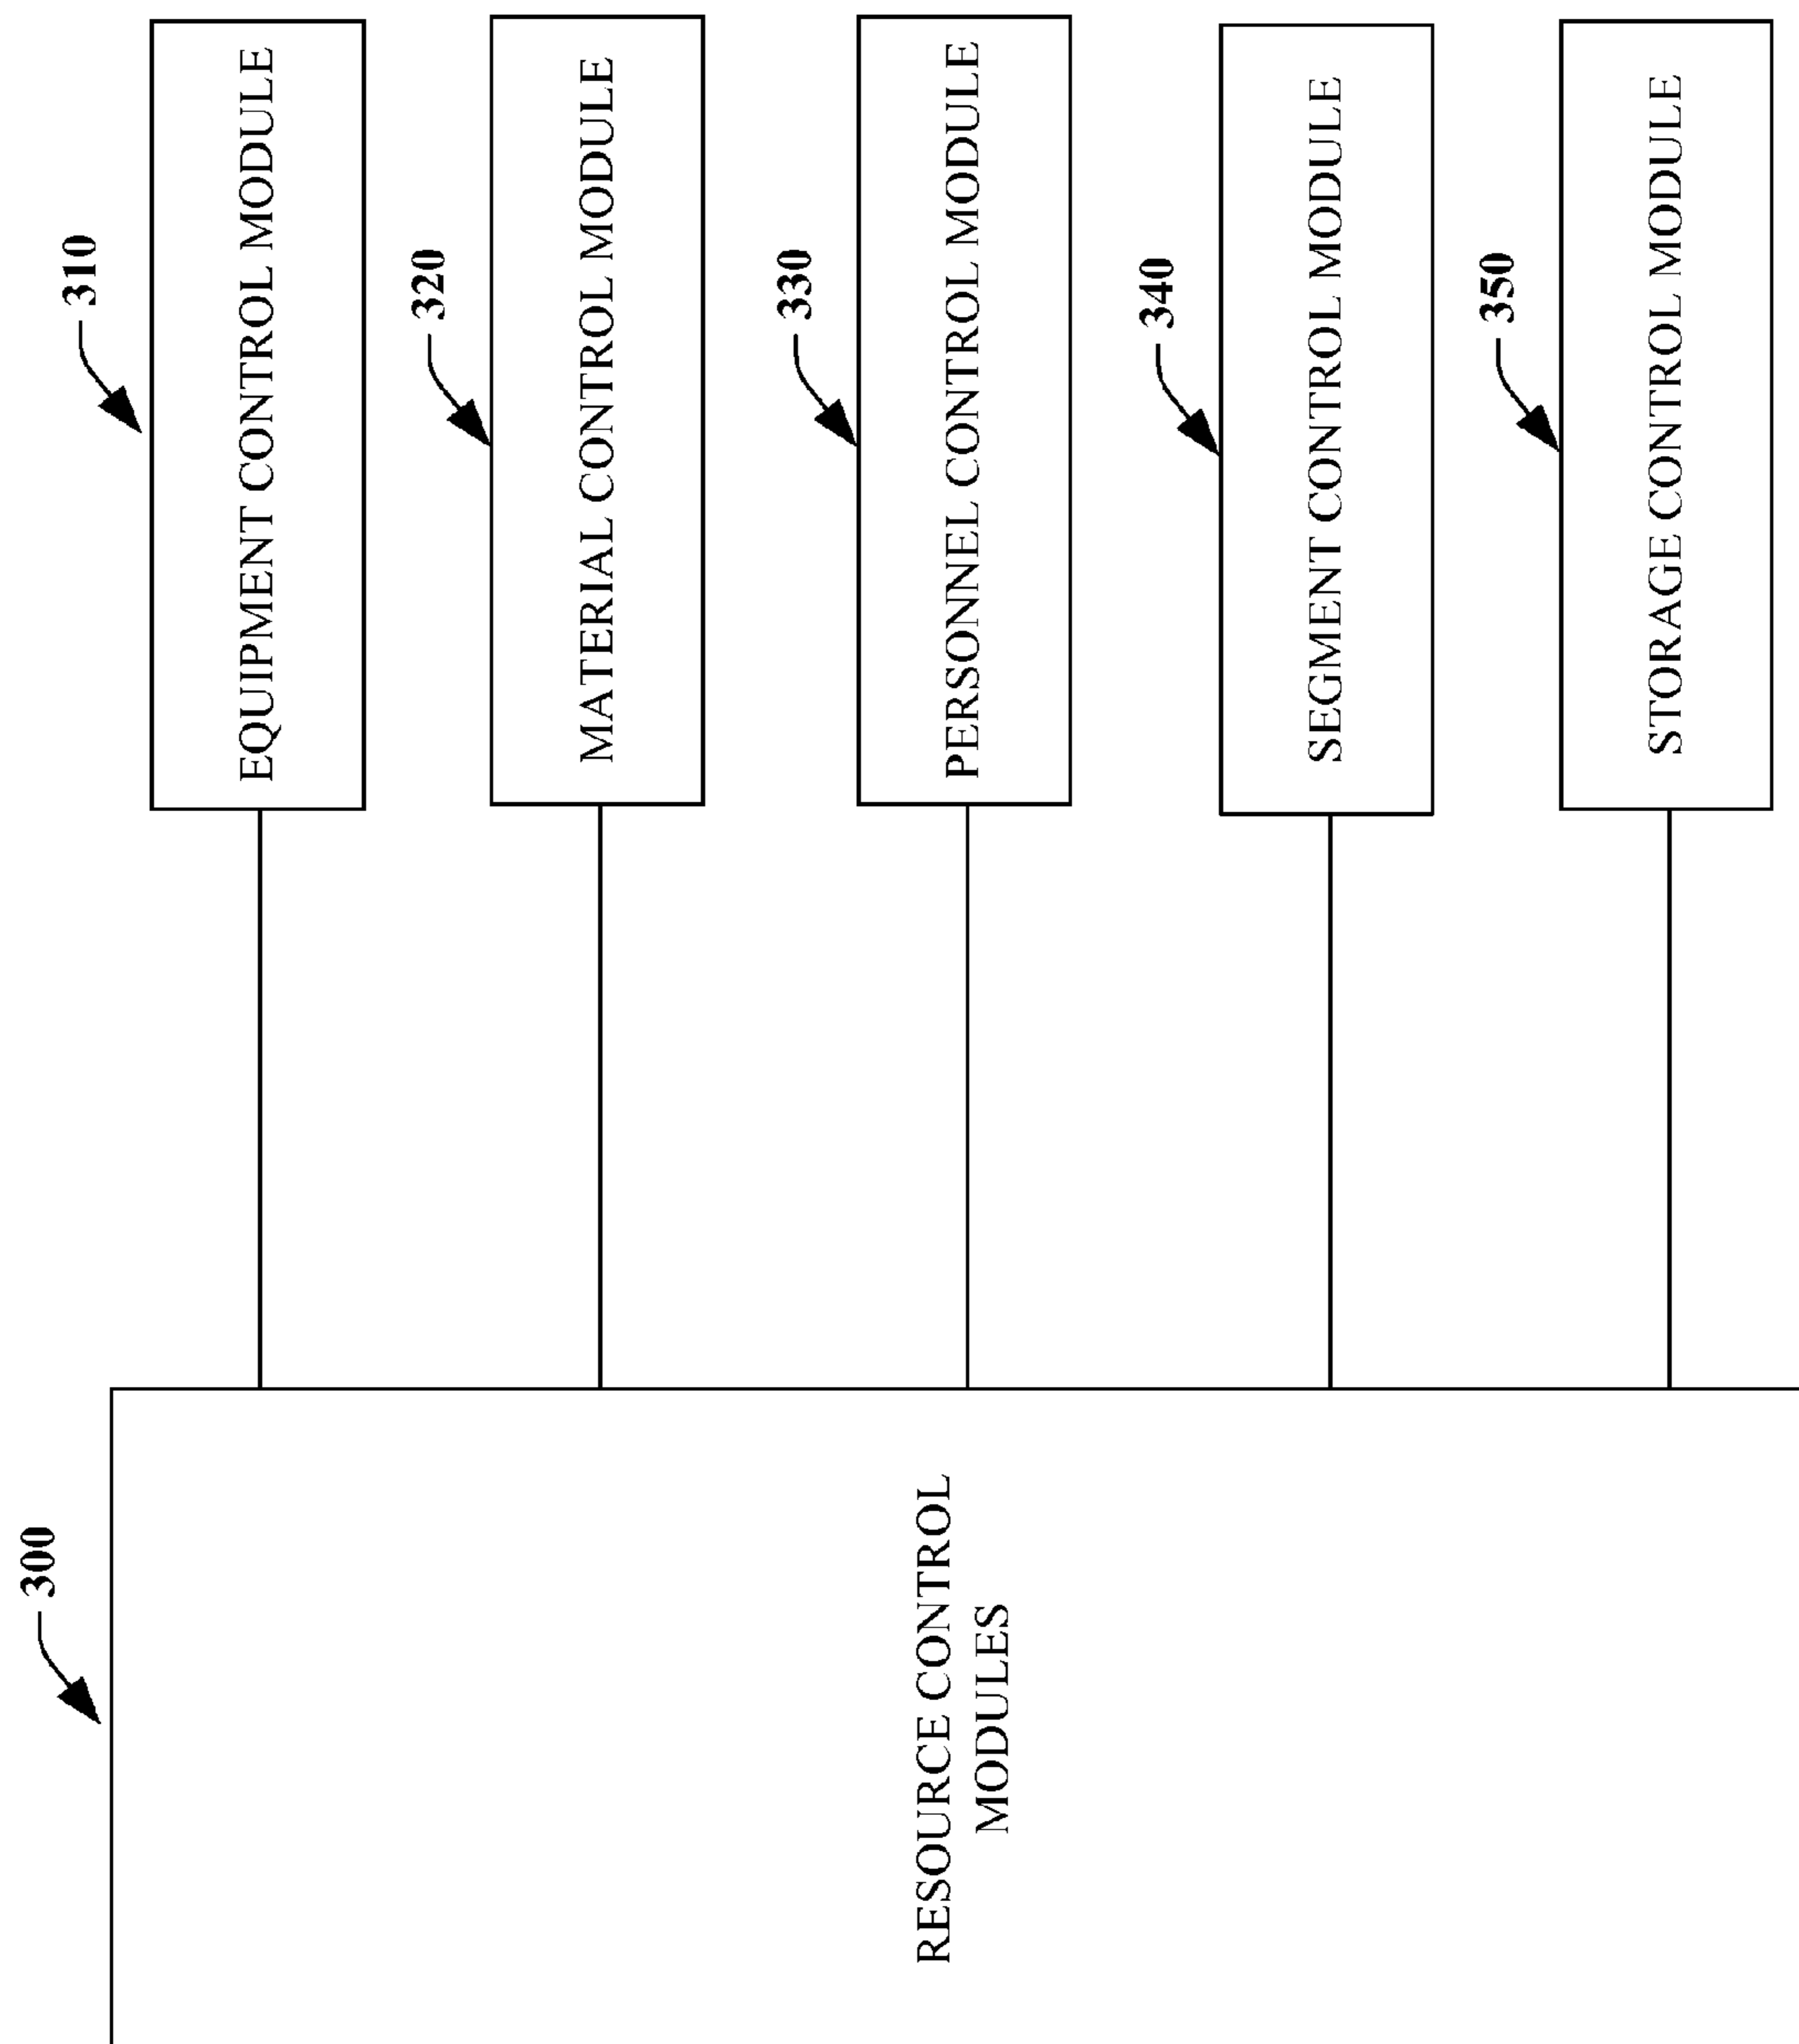 300
RESOURCE CONTROL
MODULES
310
EQUIPMENT CONTROL MODULE
320
MATERIAL CONTROL MODULE
330
PERSONNEL CONTROL MODULE
340
SEGMENT CONTROL MODULE
350
STORAGE CONTROL MODULE